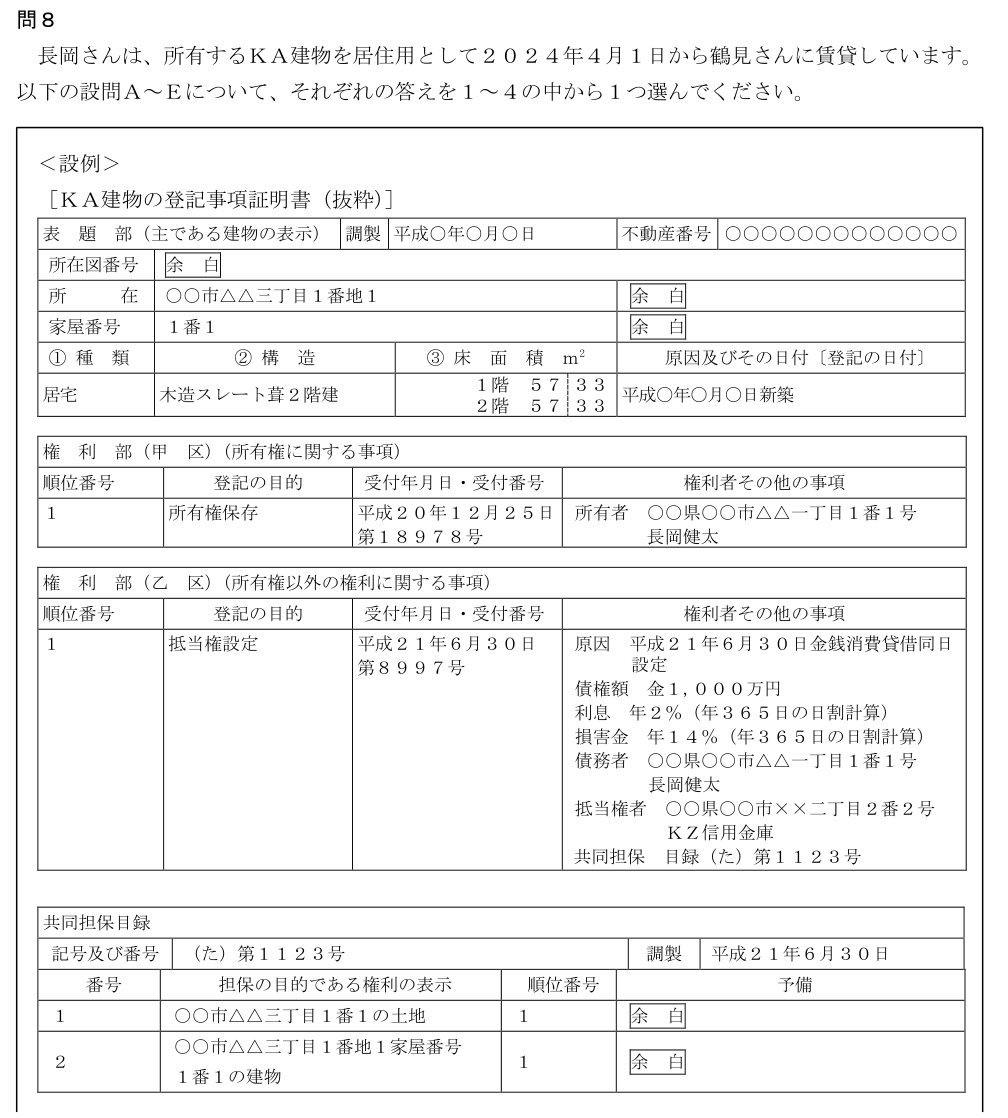 問８
長岡さんは、所有するＫＡ建物を居住用として２０２４年４月１日から鶴見さんに賃貸しています。
以下の設問Ａ～Ｅについて、それぞれの答えを１～４の中から１つ選んでください。
＜設例＞
［ＫＡ建物の登記事項証明書（抜粋）］
表　題　部（主である建物の表示） 調製 平成○年○月○日 不動産番号 ○○○○○○○○○○○○○
所在図番号 余　白
所　　　在 ○○市△△三丁目１番地１ 余　白
家屋番号 １番１ 余　白
① 種　類 ② 構　造 ③ 床　面　積　㎡ 原因及びその日付〔登記の日付〕
居宅 木造スレート葺２階建 １階　５７ ３３ 平成○年○月○日新築
２階　５７ ３３
権　利　部（甲　区）（所有権に関する事項）
順位番号 登記の目的 受付年月日・受付番号 権利者その他の事項
１ 所有権保存 平成２０年１２月２５日 所有者　○○県○○市△△一丁目１番１号
第１８９７８号 長岡健太
権　利　部（乙　区）（所有権以外の権利に関する事項）
順位番号 登記の目的 受付年月日・受付番号 権利者その他の事項
１ 抵当権設定 平成２１年６月３０日 原因　平成２１年６月３０日金銭消費貸借同日
設定
第８９９７号
債権額　金１，０００万円
利息　年２％（年３６５日の日割計算）
損害金　年１４％（年３６５日の日割計算）
債務者　○○県○○市△△一丁目１番１号
長岡健太
抵当権者　○○県○○市××二丁目２番２号
ＫＺ信用金庫
共同担保　目録（た）第１１２３号
共同担保目録
記号及び番号 （た）第１１２３号 調製 平成２１年６月３０日
番号 担保の目的である権利の表示 順位番号 予備
１ ○○市△△三丁目１番１の土地 １ 余　白
２ ○○市△△三丁目１番地１家屋番号 １ 余　白
１番１の建物